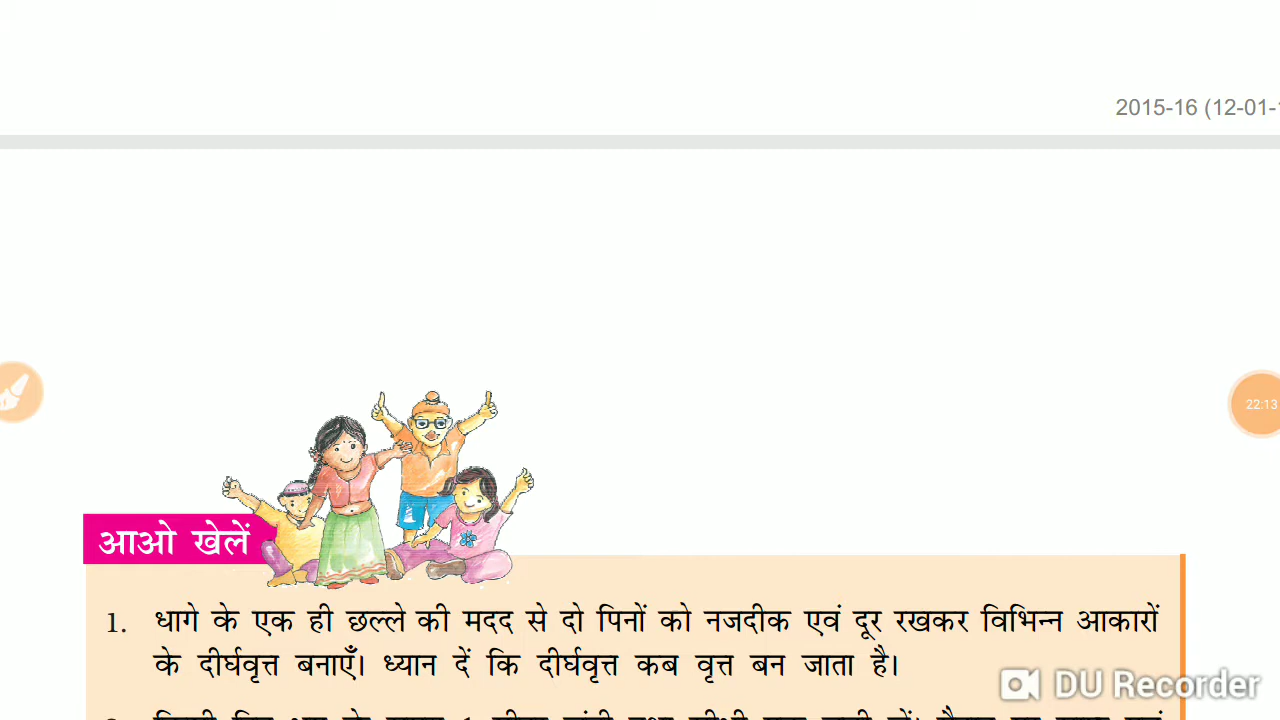 2015-16 (12-01-
22:13
आओ खेलें
1. धागे के एक ही छल्ले की मदद से दो पिनों को नजदीक एवं दूर रखकर विभिन्न आकारों
के दीर्घवृत्त बनाएँ। ध्यान दें कि दीर्घवृत्त कब वृत्त बन जाता है।
DU Recorder